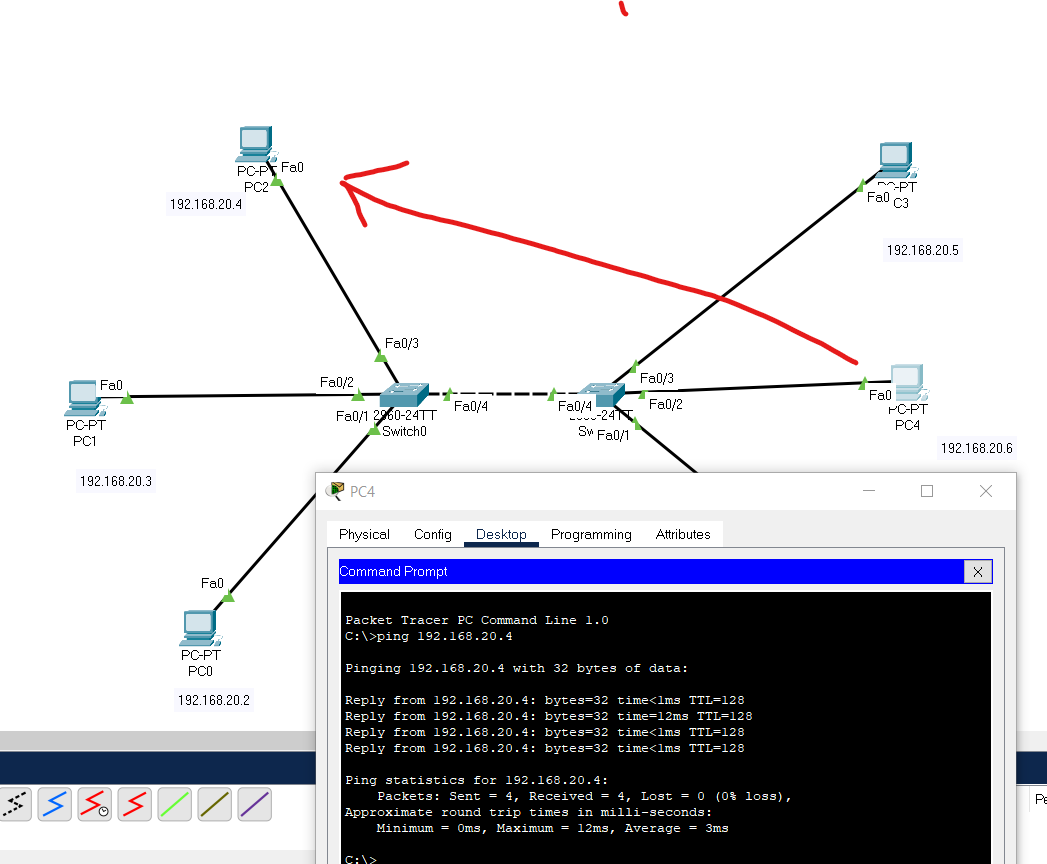 PC-PT
Fa0
PC2
192.168.20.4
PC-PT
Fa0
C3
192.168.20.5
Fa0/3
Fa0/3
Fa0
Fa0/2
Fa0/4
Fa0/4
Fa0/2
Fa0
PC-PT
PC1
Fa0/1
2960-24TT
Switch0
2960-24TT
Sw
Fa0/1
PC-PT
PC4
192.168.20.6
192.168.20.3
Fa0
PC-PT
PC0
192.168.20.2
PC4
Physical Config Desktop Programming Attributes
Command Prompt
X
Packet Tracer PC Command Line 1.0
C:\>ping 192.168.20.4
Pinging 192.168.20.4 with 32 bytes of data:
Reply from 192.168.20.4: bytes=32 time<1ms TTL=128
Reply from 192.168.20.4: bytes=32 time=12ms TTL=128
Reply from 192.168.20.4: bytes=32 time<1ms TTL=128
Reply from 192.168.20.4: bytes=32 time<1ms TTL=128
Ping statistics for 192.168.20.4:
Packets: Sent = 4, Received = 4, Lost = 0 (0% loss),
Approximate round trip times in milli-seconds:
Minimum = 0ms, Maximum = 12ms, Average = 3ms
C:\>